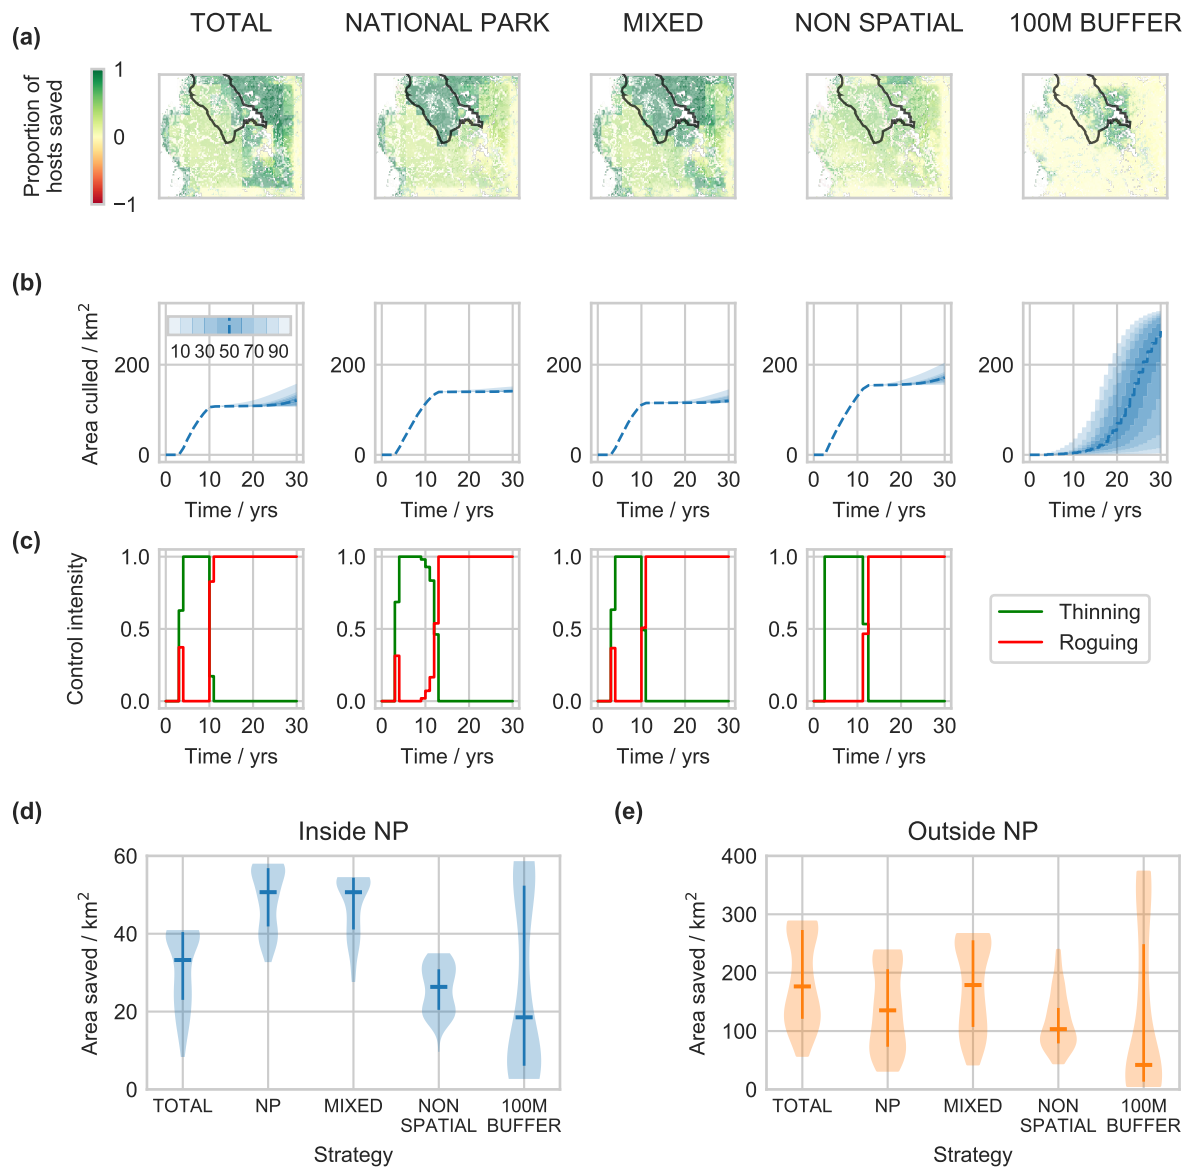 (a)
TOTAL
NATIONAL PARK
MIXED
NON SPATIAL
100M BUFFER
Proportion of
hosts saved
1
0
−1
(b)
Area culled / km²
200
0
10 30 50 70 90
0 10 20 30
Time / yrs
200
0
0 10 20 30
Time / yrs
200
0
0 10 20 30
Time / yrs
200
0
0 10 20 30
Time / yrs
200
0
0 10 20 30
Time / yrs
(c)
Control intensity
1.0
0.5
0.0
0 10 20 30
Time / yrs
1.0
0.5
0.0
0 10 20 30
Time / yrs
1.0
0.5
0.0
0 10 20 30
Time / yrs
1.0
0.5
0.0
0 10 20 30
Time / yrs
Thinning
Roguing
(d)
Inside NP
Area saved / km²
60
40
20
0
TOTAL
NP
MIXED
NON
SPATIAL
100M
BUFFER
Strategy
(e)
Outside NP
Area saved / km²
400
300
200
100
0
TOTAL
NP
MIXED
NON
SPATIAL
100M
BUFFER
Strategy